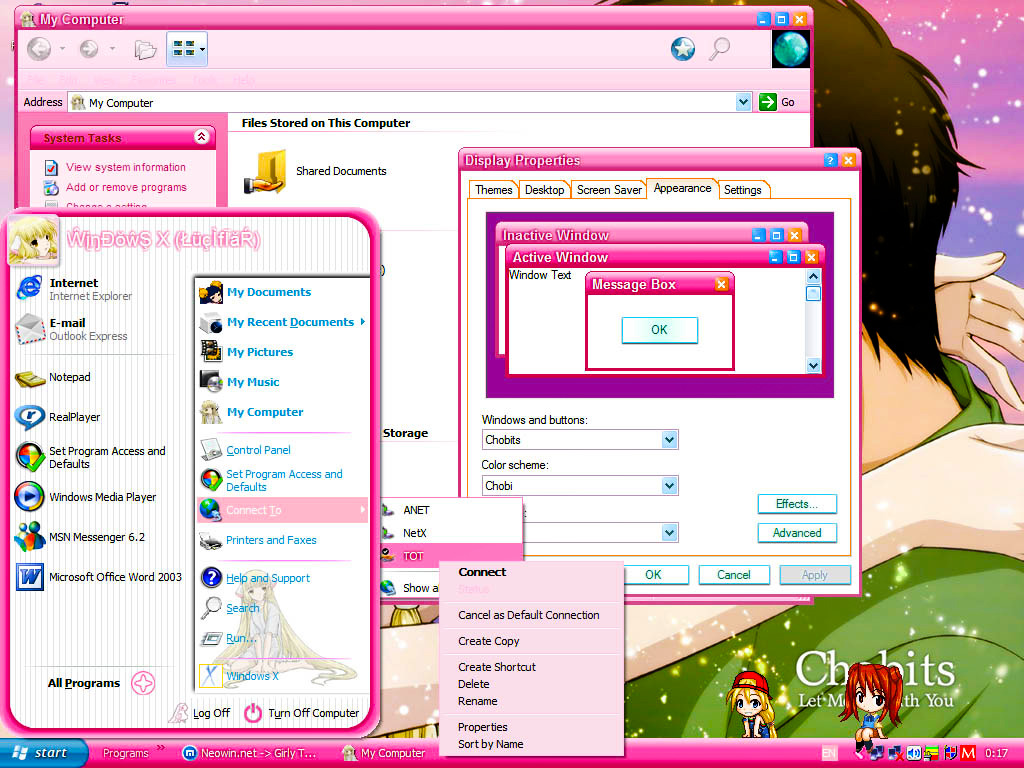 My Computer
File Edit View Favorites Tools Help
Address My Computer Go
System Tasks
View system information
Add or remove programs
Change a setting
Files Stored on This Computer
Shared Documents
Storage
Display Properties
Themes Desktop Screen Saver Appearance Settings
Inactive Window
Active Window
Window Text
Message Box
OK
Windows and buttons:
Chobits
Color scheme:
Chobi
Effects...
Advanced
OK Cancel Apply
Internet
Internet Explorer
E-mail
Outlook Express
Notepad
RealPlayer
Set Program Access and
Defaults
Windows Media Player
MSN Messenger 6.2
Microsoft Office Word 2003
All Programs
My Documents
My Recent Documents
My Pictures
My Music
My Computer
Control Panel
Set Program Access and
Defaults
Connect To
Printers and Faxes
Help and Support
Search
Run...
Windows X
Log Off Turn Off Computer
ANET
NetX
TOT
Show al
Connect
Status
Cancel as Default Connection
Create Copy
Create Shortcut
Delete
Rename
Properties
Sort by Name
Chobits
Let Me With You
start Programs Neowin.net -> Girly T... My Computer EN 0:17